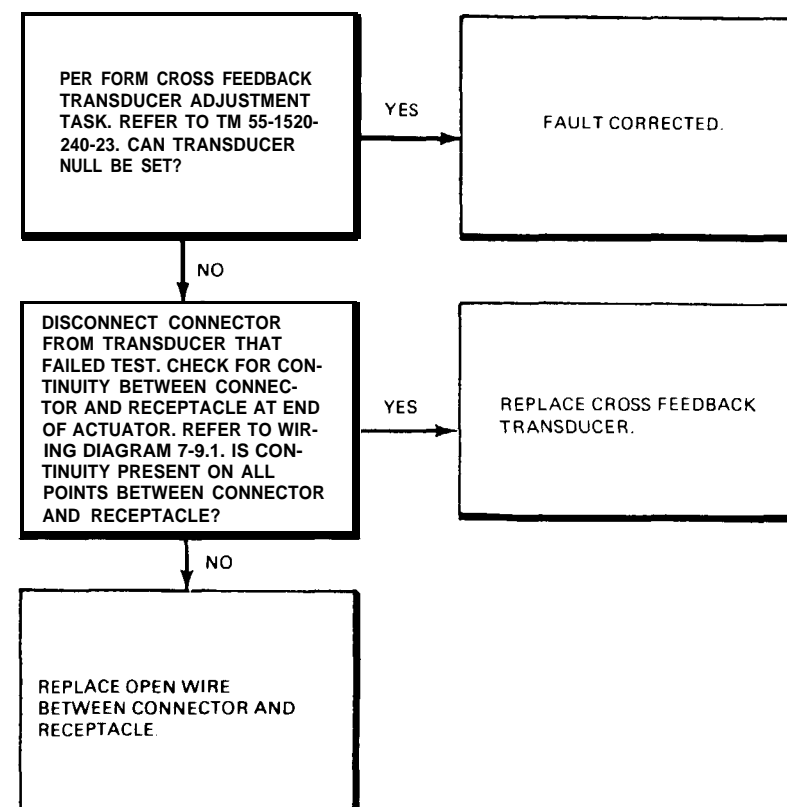 PER FORM CROSS FEEDBACK
TRANSDUCER ADJUSTMENT
TASK. REFER TO TM 55-1520-
240-23. CAN TRANSDUCER
NULL BE SET?
YES
FAULT CORRECTED.
NO
DISCONNECT CONNECTOR
FROM TRANSDUCER THAT
FAILED TEST. CHECK FOR CON-
TINUITY BETWEEN CONNEC-
TOR AND RECEPTACLE AT END
OF ACTUATOR. REFER TO WIR-
ING DIAGRAM 7-9.1. IS CON-
TINUITY PRESENT ON ALL
POINTS BETWEEN CONNECTOR
AND RECEPTACLE?
YES
REPLACE CROSS FEEDBACK
TRANSDUCER.
NO
REPLACE OPEN WIRE
BETWEEN CONNECTOR AND
RECEPTACLE.